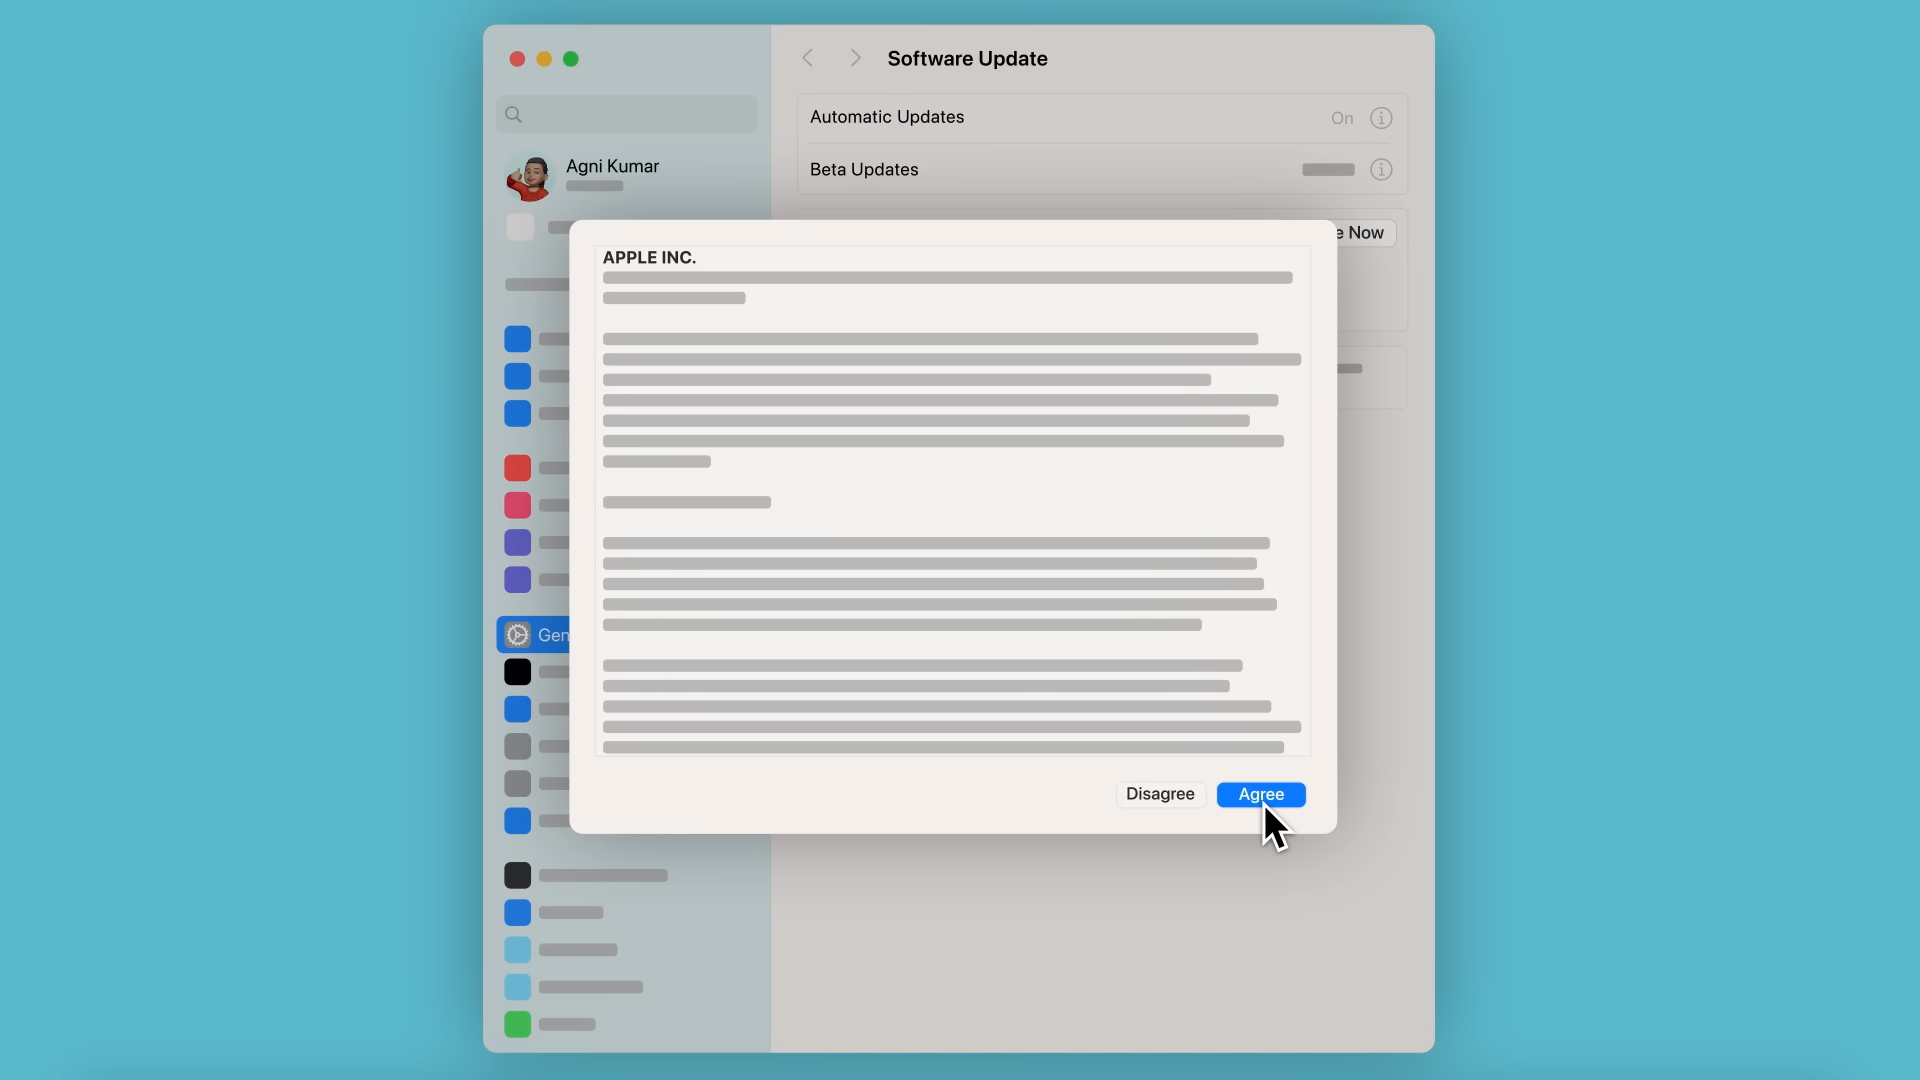 Software Update
Automatic Updates On
Beta Updates
Agni Kumar
e Now
APPLE INC.
Gen
Disagree Agree